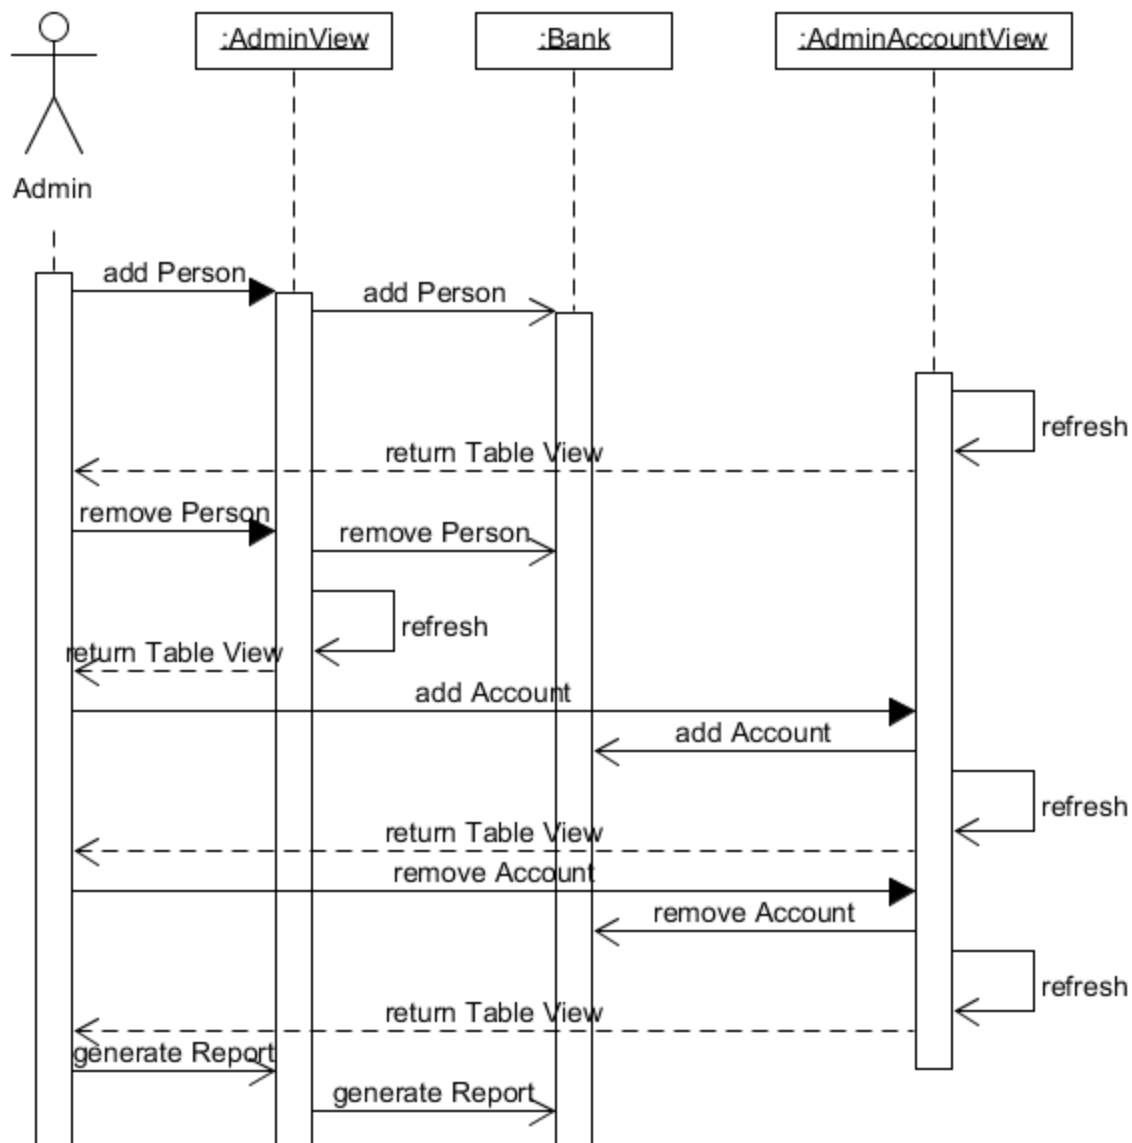 :AdminView
:Bank
:AdminAccountView
Admin
add Person
add Person
refresh
return Table View
remove Person
remove Person
refresh
return Table View
add Account
add Account
refresh
return Table View
remove Account
remove Account
refresh
return Table View
generate Report
generate Report